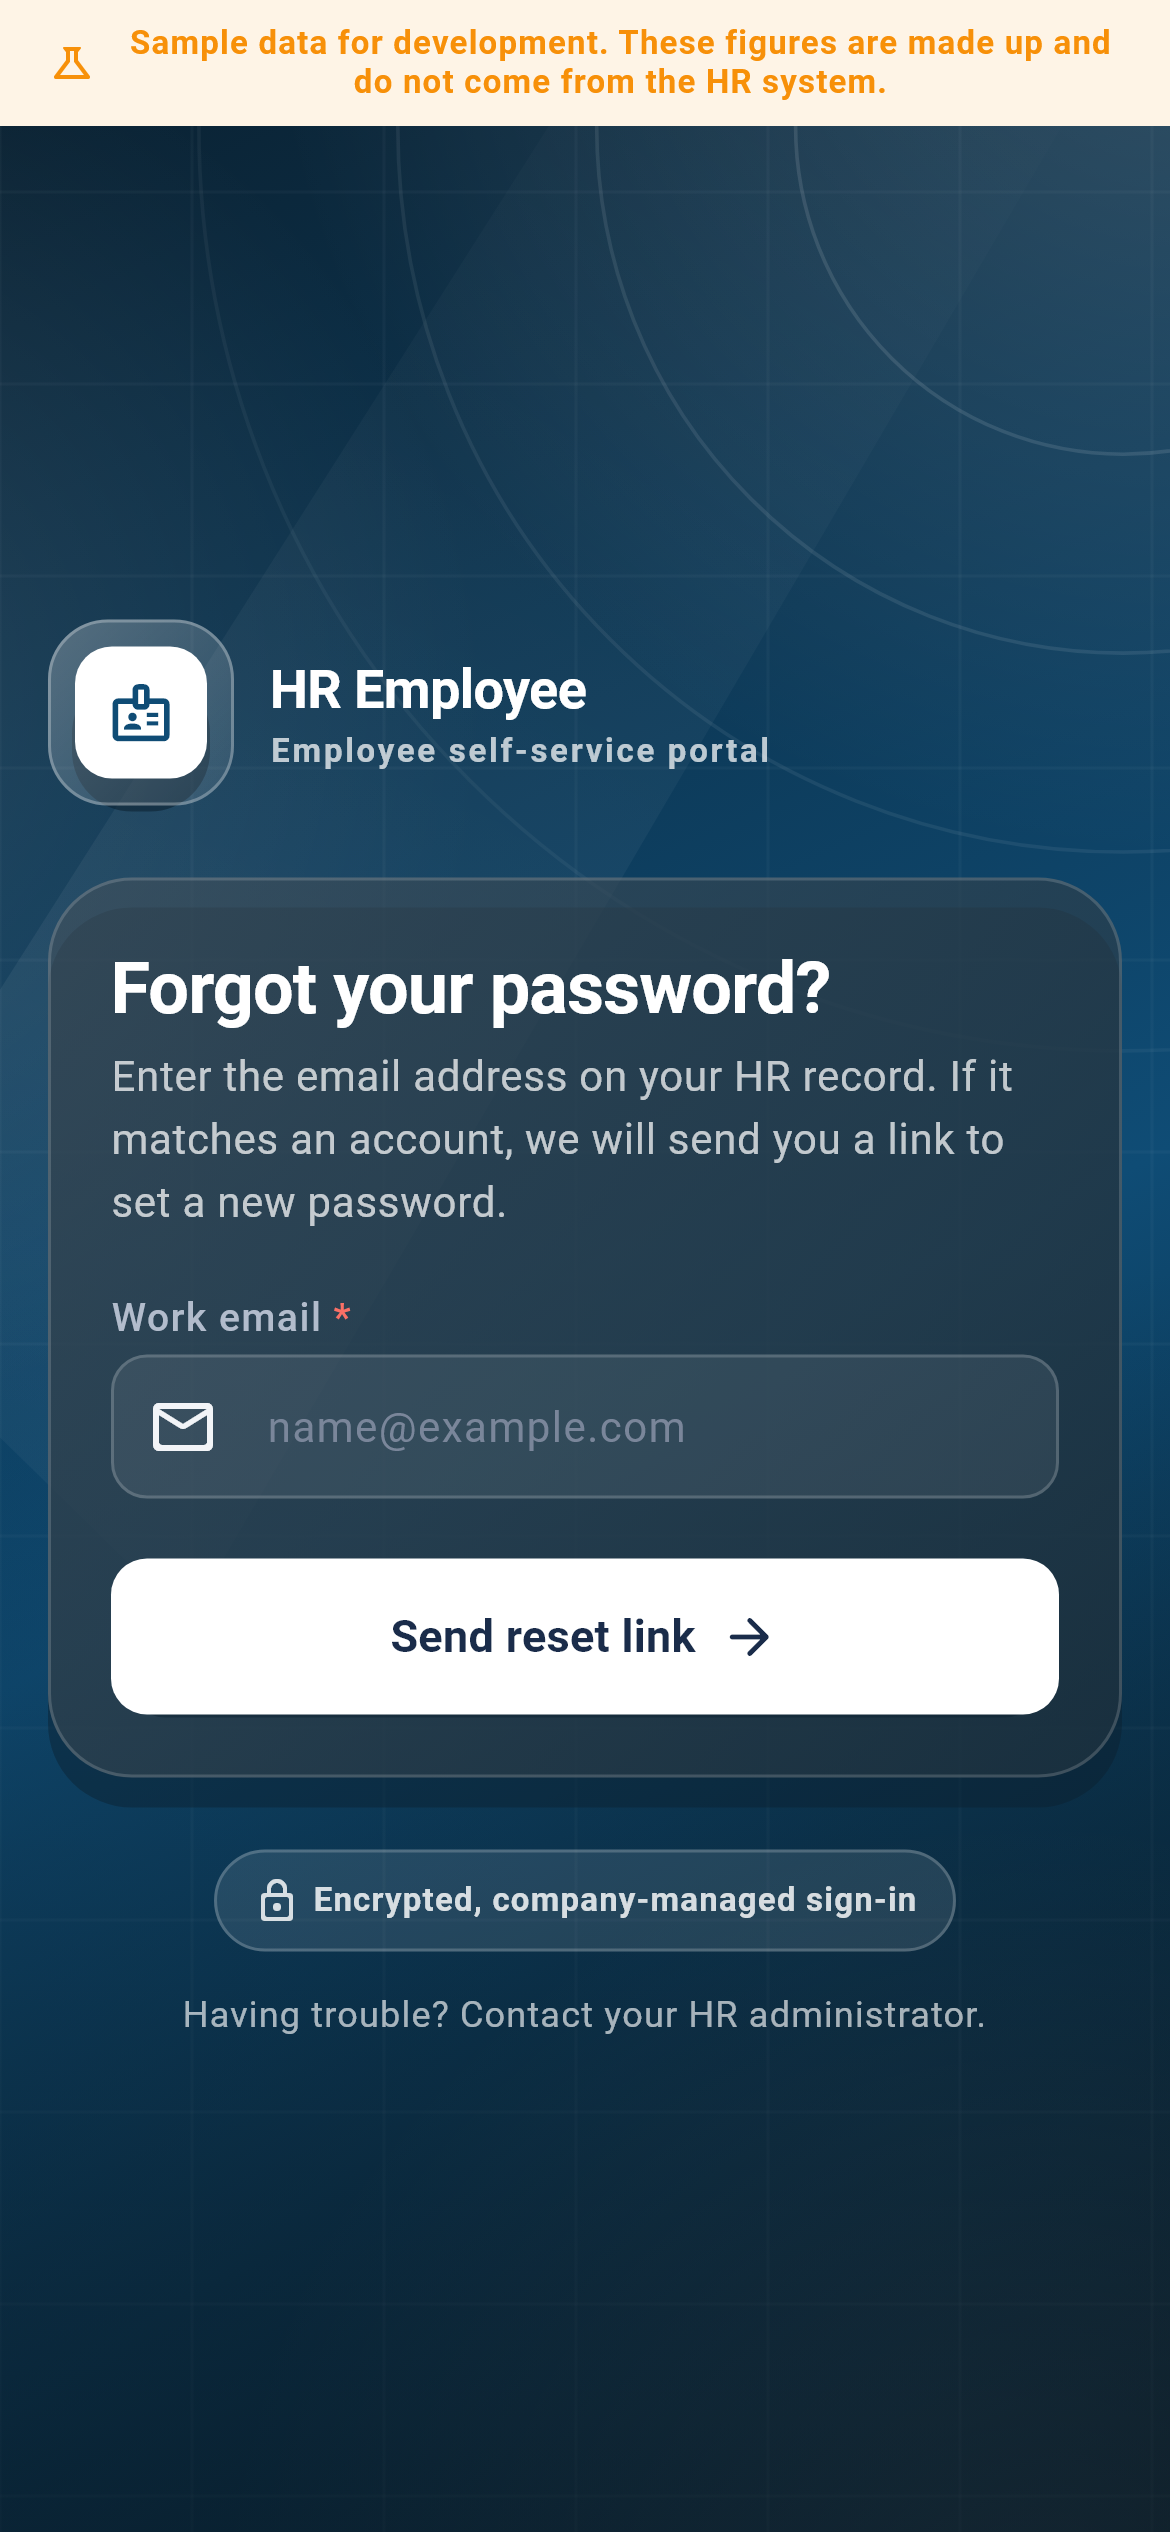 Sample data for development. These figures are made up and
do not come from the HR system.
HR Employee
Employee self-service portal
Forgot your password?
Enter the email address on your HR record. If it
matches an account, we will send you a link to
set a new password.
Work email *
name@example.com
Send reset link
Encrypted, company-managed sign-in
Having trouble? Contact your HR administrator.